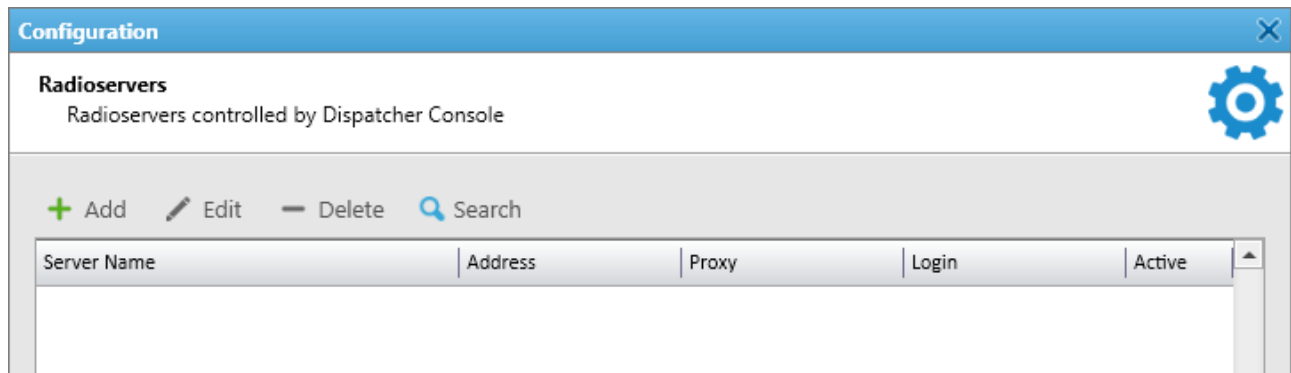 Configuration
Radioservers
Radioservers controlled by Dispatcher Console
Add Edit Delete Search
Server Name Address Proxy Login Active